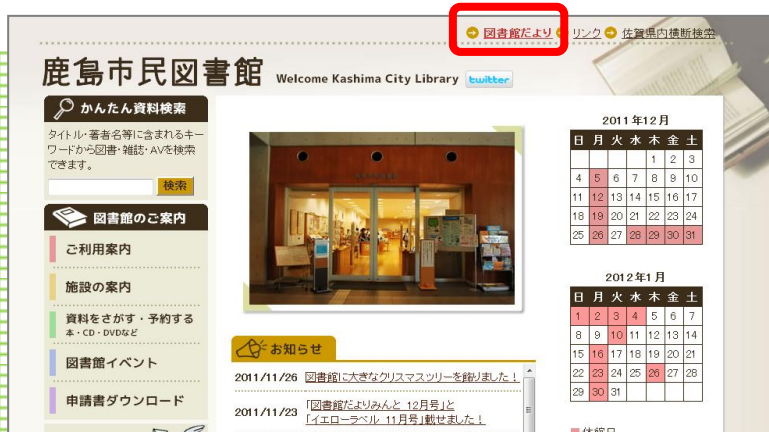 図書館だより リンク 佐賀県内横断検索
鹿島市民図書館 Welcome Kashima City Library twitter
かんたん資料検索
タイトル・著者名等に含まれるキー
ワードから図書・雑誌・AVを検索
できます。
検索
図書館のご案内
ご利用案内
施設の案内
資料をさがす・予約する
本・CD・DVDなど
図書館イベント
申請書ダウンロード
お知らせ
2011/11/26 図書館に大きなクリスマスツリーを飾りました!
2011/11/23 「図書館だよりみんと 12月号」と
「イエローラベル 11月号」載せました!
2011年12月
日 月 火 水 木 金 土
1 2 3
4 5 6 7 8 9 10
11 12 13 14 15 16 17
18 19 20 21 22 23 24
25 26 27 28 29 30 31
2012年1月
日 月 火 水 木 金 土
1 2 3 4 5 6 7
8 9 10 11 12 13 14
15 16 17 18 19 20 21
22 23 24 25 26 27 28
29 30 31
休館日